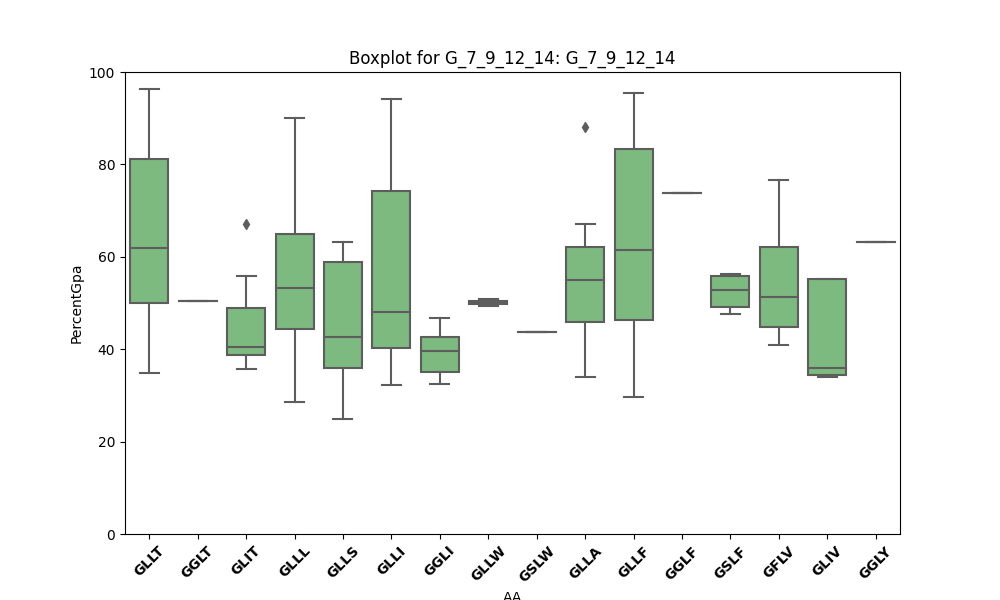 Boxplot for G_7_9_12_14: G_7_9_12_14
PercentGpa
100
80
60
40
20
0
GLLT GGLT GLIT GLLL GLLS GLLI GGLI GLLW GSLW GLLA GLLF GGLF GSLF GFLV GLIV GGLY
AA